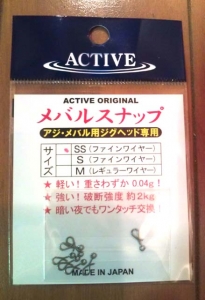 ACTIVE
ACTIVE ORIGINAL
メバルスナップ
アジ・メバル用ジグヘッド専用
サイズ
SS(ファインワイヤー)
S(ファインワイヤー)
M(レギュラーワイヤー)
★軽い!重さわずか0.04g!
★強い!破断強度 約2kg
★暗い夜でもワンタッチ交換!
MADE IN JAPAN